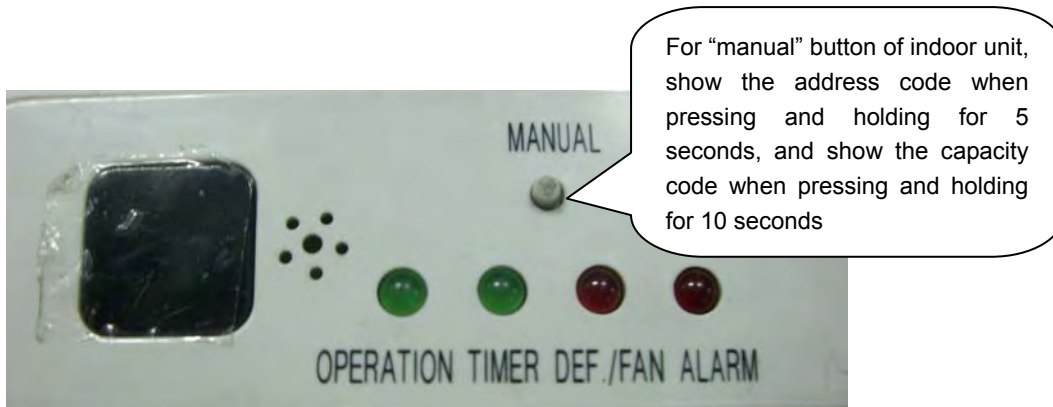 For “manual” button of indoor unit,
show the address code when
pressing and holding for 5
seconds, and show the capacity
code when pressing and holding
for 10 seconds
MANUAL
OPERATION TIMER DEF./FAN ALARM